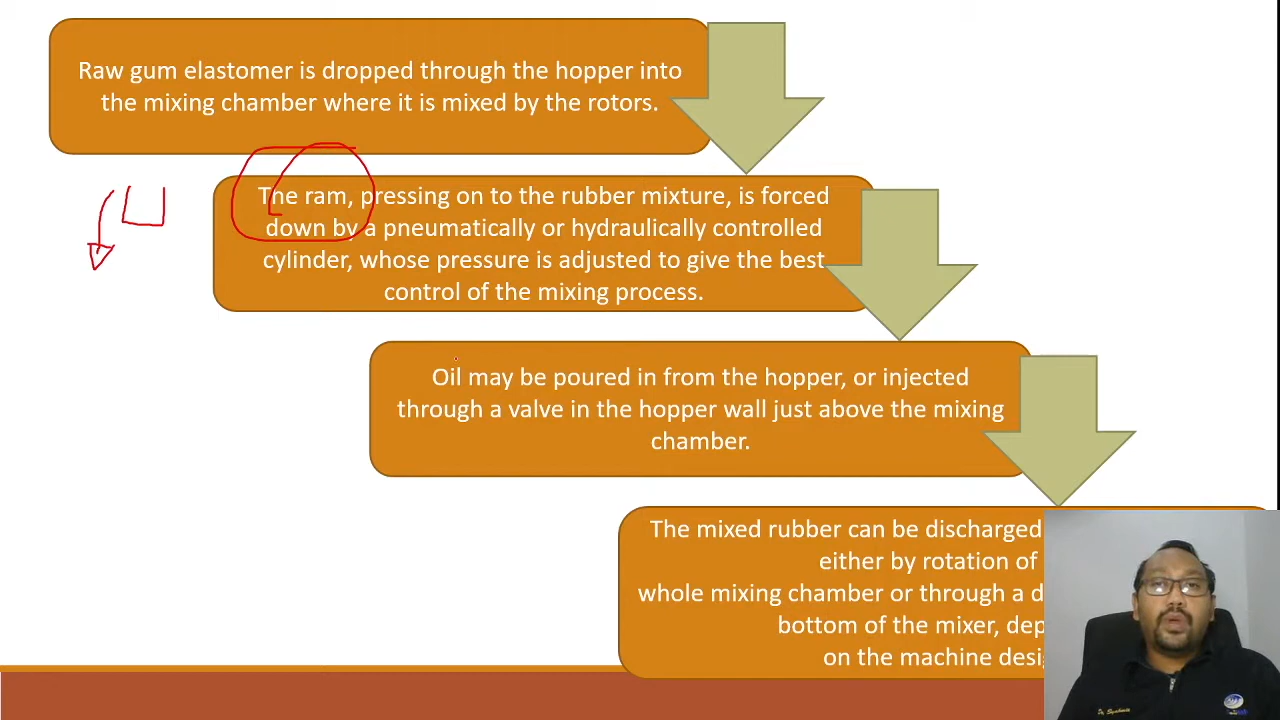 Raw gum elastomer is dropped through the hopper into
the mixing chamber where it is mixed by the rotors.
The ram, pressing on to the rubber mixture, is forced
down by a pneumatically or hydraulically controlled
cylinder, whose pressure is adjusted to give the best
control of the mixing process.
Oil may be poured in from the hopper, or injected
through a valve in the hopper wall just above the mixing
chamber.
The mixed rubber can be discharged
either by rotation of
whole mixing chamber or through a
bottom of the mixer,
on the machine